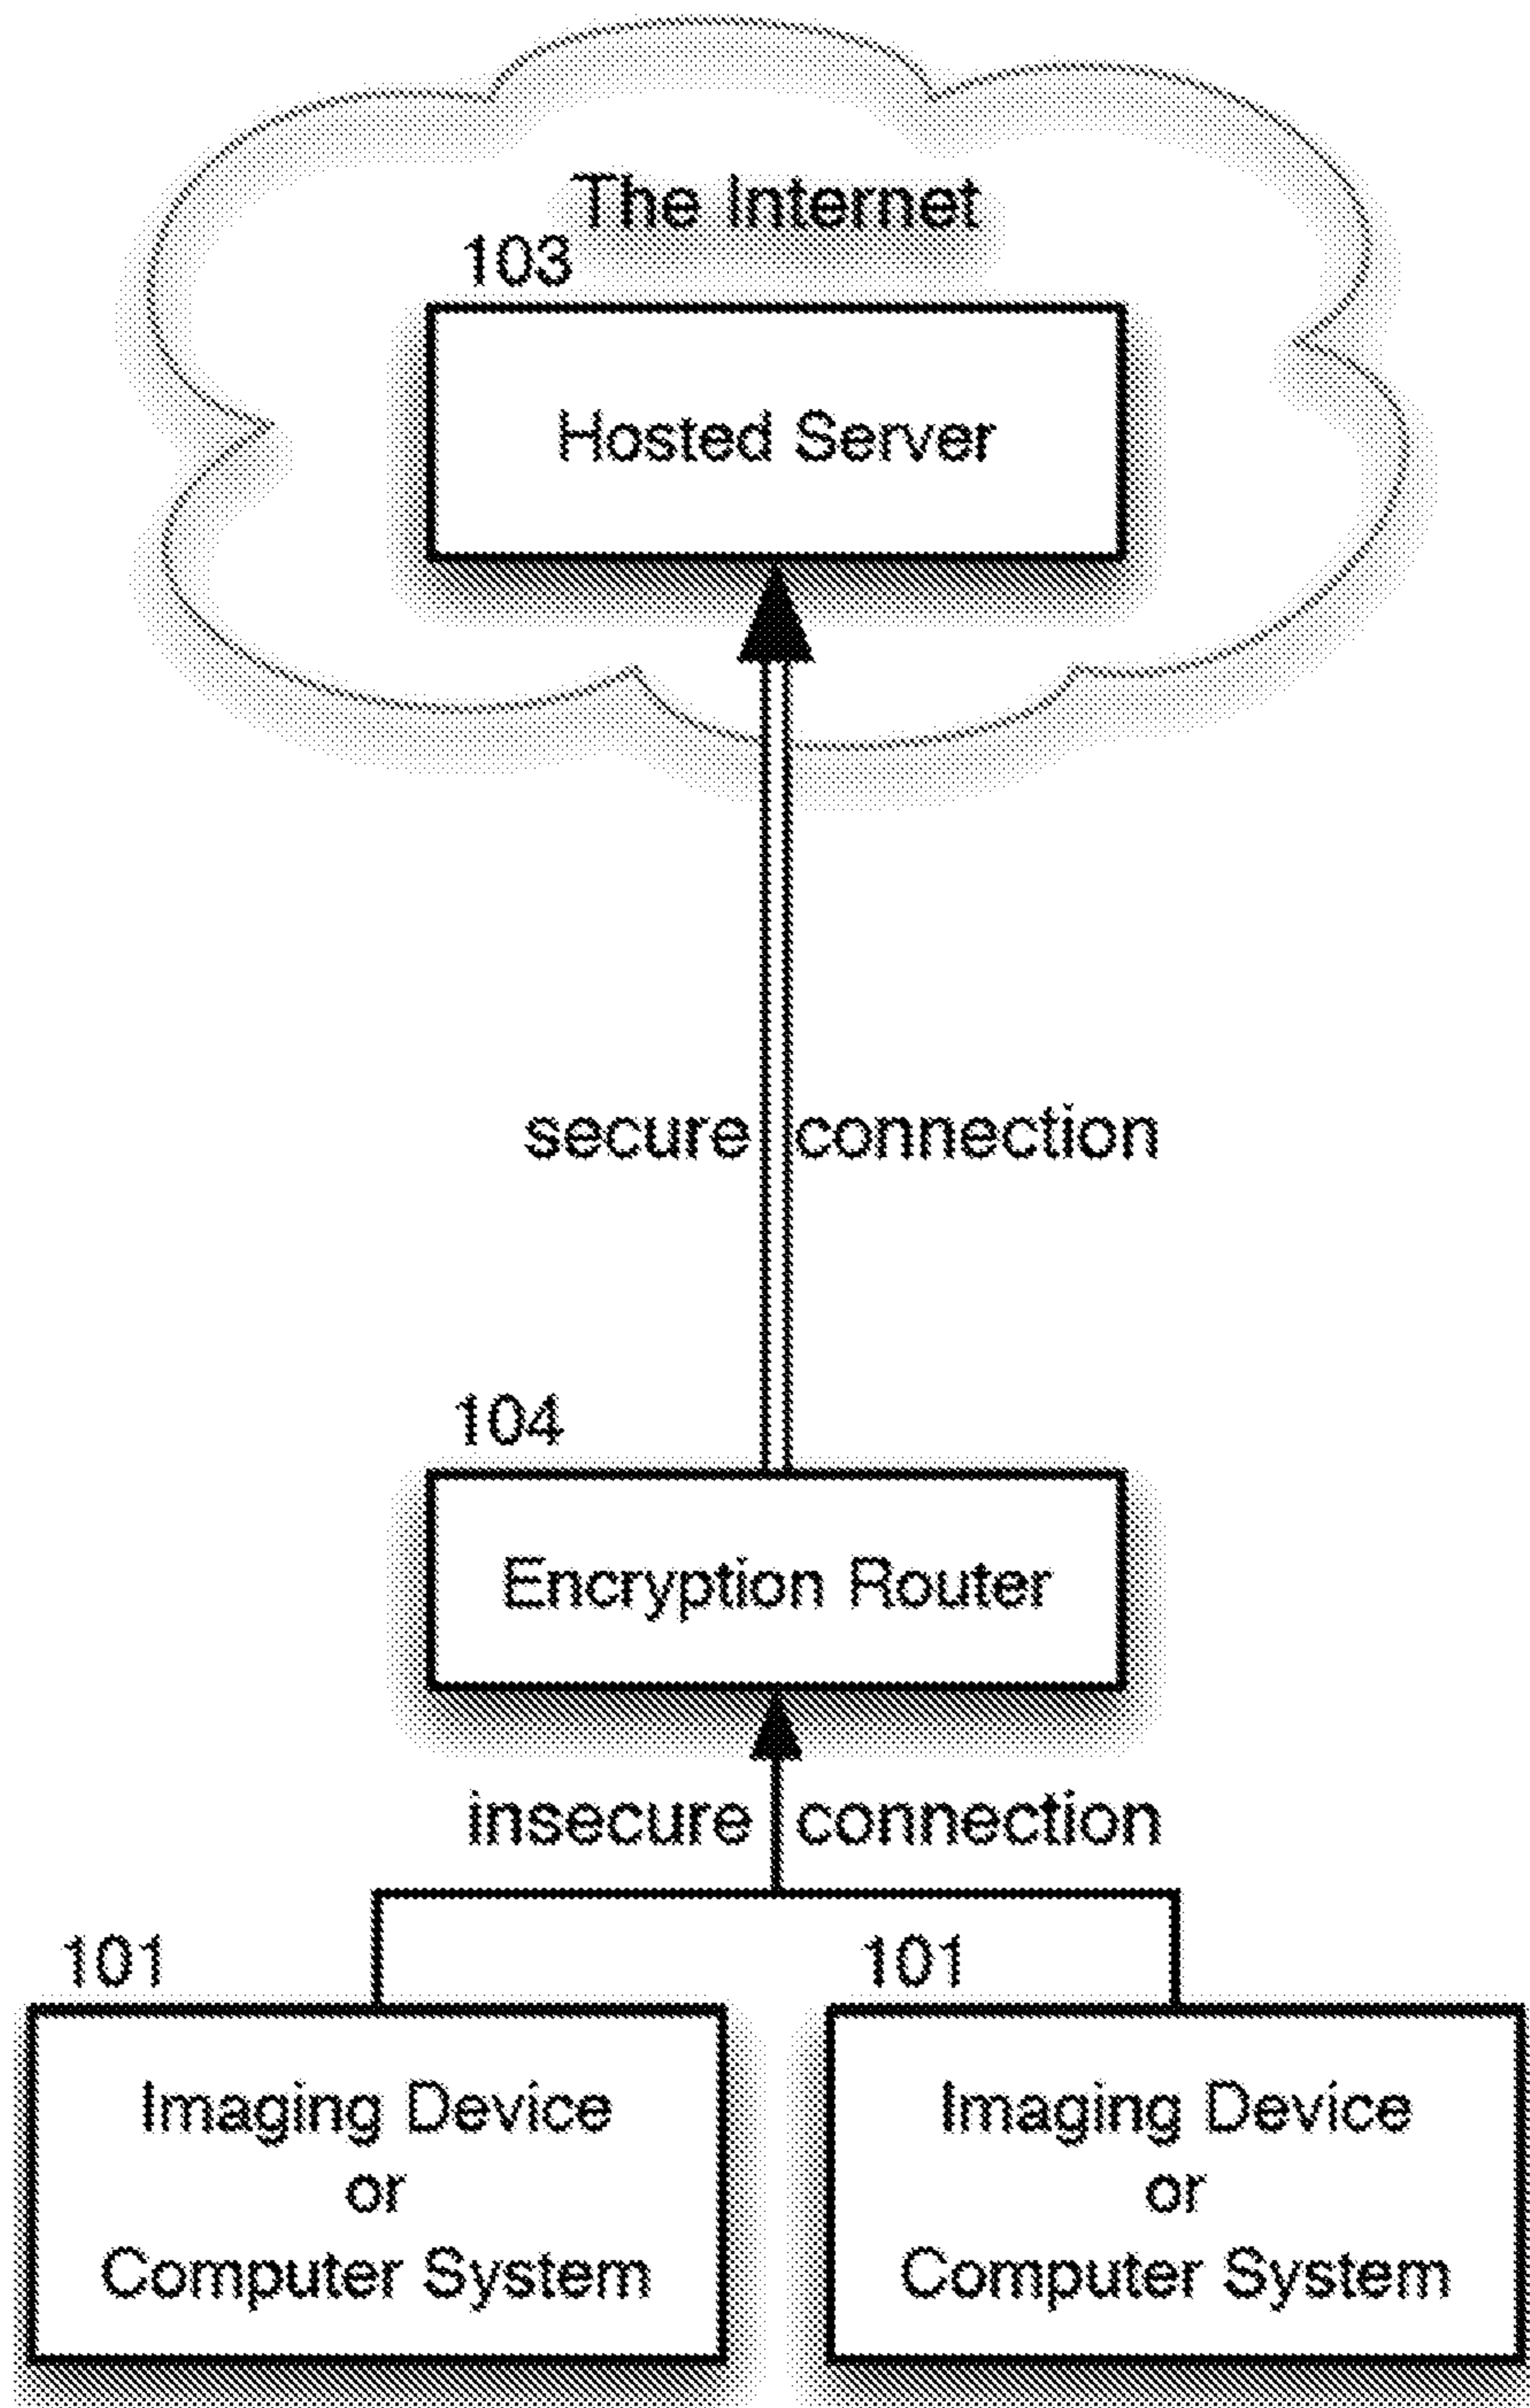 The Internet
103
Hosted Server
secure connection
104
Encryption Router
insecure connection
101
Imaging Device
or
Computer System
101
Imaging Device
or
Computer System